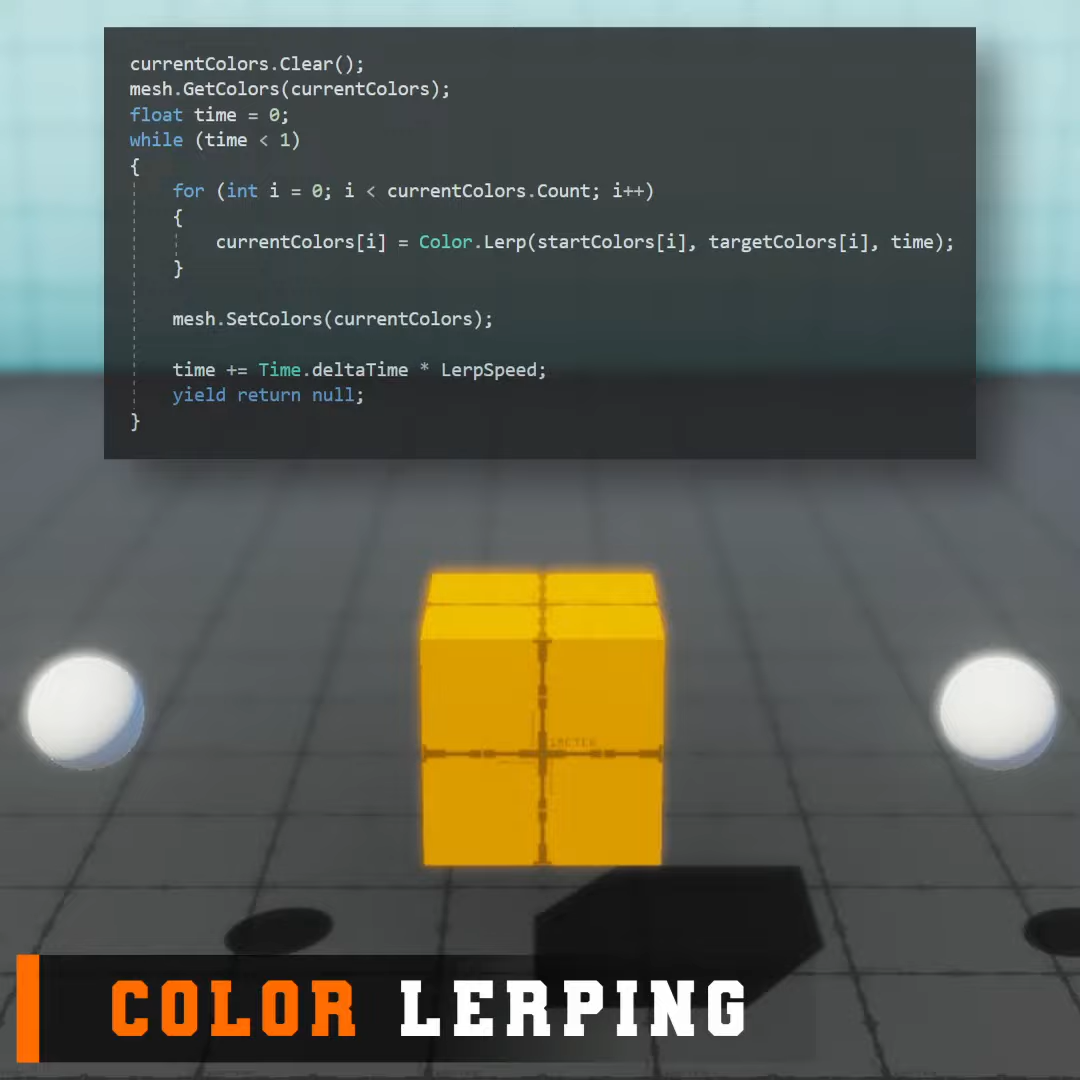 currentColors.Clear();
mesh.GetColors(currentColors);
float time = 0;
while (time < 1)
{
    for (int i = 0; i < currentColors.Count; i++)
    {
        currentColors[i] = Color.Lerp(startColors[i], targetColors[i], time);
    }

    mesh.SetColors(currentColors);

    time += Time.deltaTime * LerpSpeed;
    yield return null;
}
COLOR LERPING